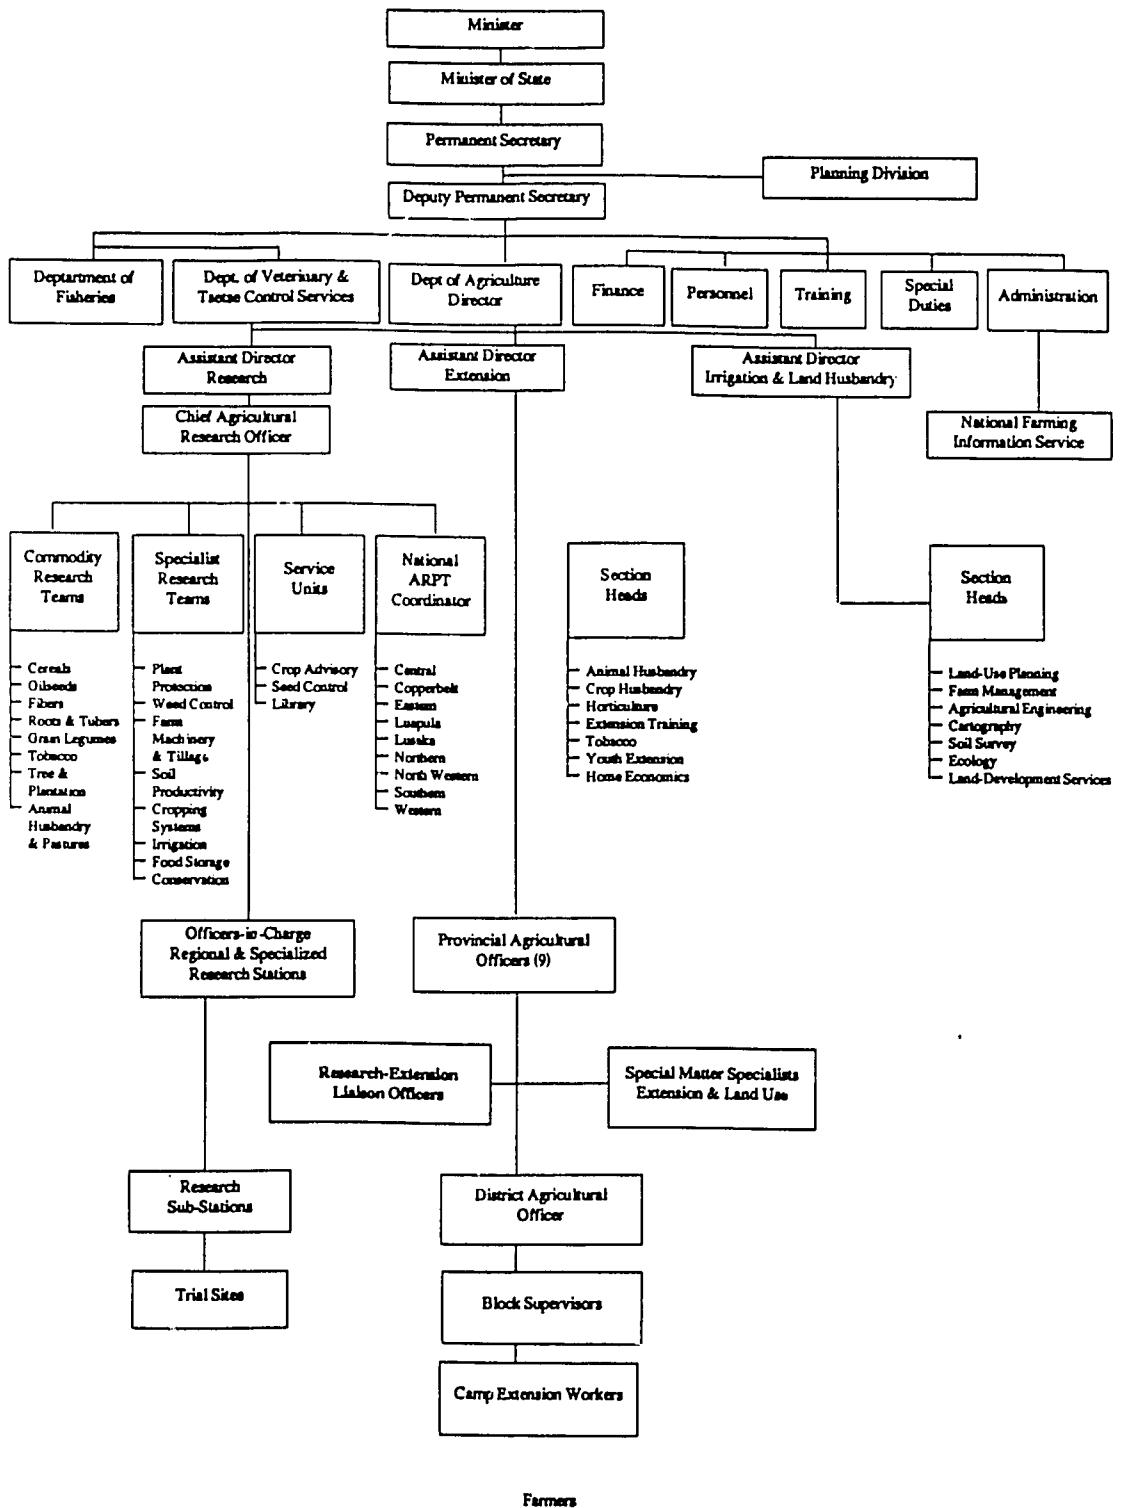 Minister
Minister of State
Permanent Secretary
Planning Division
Deputy Permanent Secretary
Deptartment of
Fisheries
Dept. of Veterinary &
Tsetse Control Services
Dept of Agriculture
Director
Finance
Personnel
Training
Special
Duties
Administration
Assistant Director
Research
Assistant Director
Extension
Assistant Director
Irrigation & Land Husbandry
Chief Agricultural
Research Officer
National Farming
Information Service
Commodity
Research
Teams
Specialist
Research
Teams
Service
Units
National
ARPT
Coordinator
Section
Heads
Section
Heads
Cereals
Oilseeds
Fibers
Roots & Tubers
Grain Legumes
Tobacco
Tree &
Plantation
Animal
Husbandry
& Pastures
Plant
Protection
Weed Control
Farm
Machinery
& Tillage
Soil
Productivity
Cropping
Systems
Irrigation
Food Storage
Conservation
Crop Advisory
Seed Control
Library
Central
Copperbelt
Eastern
Luapula
Lusaka
Northern
North Western
Southern
Western
Animal Husbandry
Crop Husbandry
Horticulture
Extension Training
Tobacco
Youth Extension
Home Economics
Land-Use Planning
Farm Management
Agricultural Engineering
Cartography
Soil Survey
Ecology
Land-Development Services
Officers-in-Charge
Regional & Specialized
Research Stations
Provincial Agricultural
Officers (9)
Research-Extension
Liaison Officers
Special Matter Specialists
Extension & Land Use
Research
Sub-Stations
District Agricultural
Officer
Trial Sites
Block Supervisors
Camp Extension Workers
Farmers